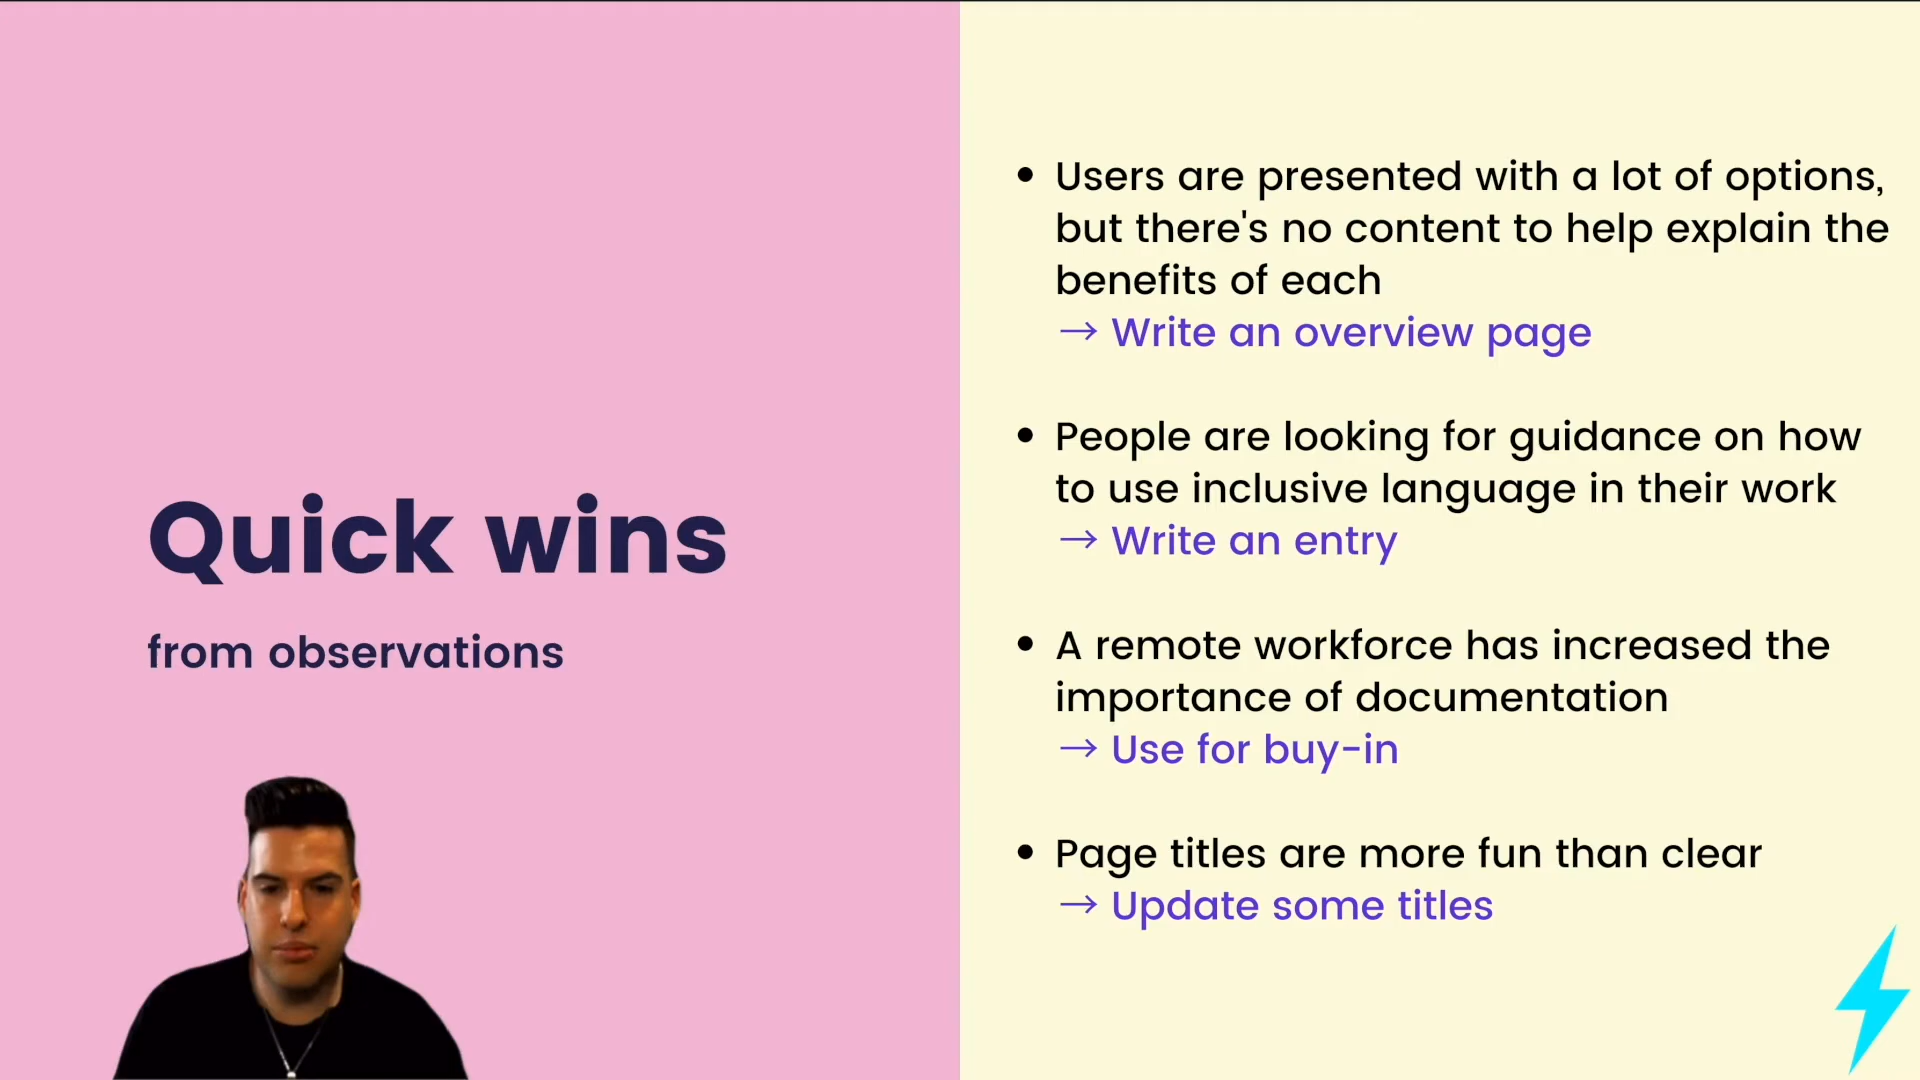 Quick wins
from observations
• Users are presented with a lot of options,
but there's no content to help explain the
benefits of each
→ Write an overview page
• People are looking for guidance on how
to use inclusive language in their work
→ Write an entry
• A remote workforce has increased the
importance of documentation
→ Use for buy-in
• Page titles are more fun than clear
→ Update some titles